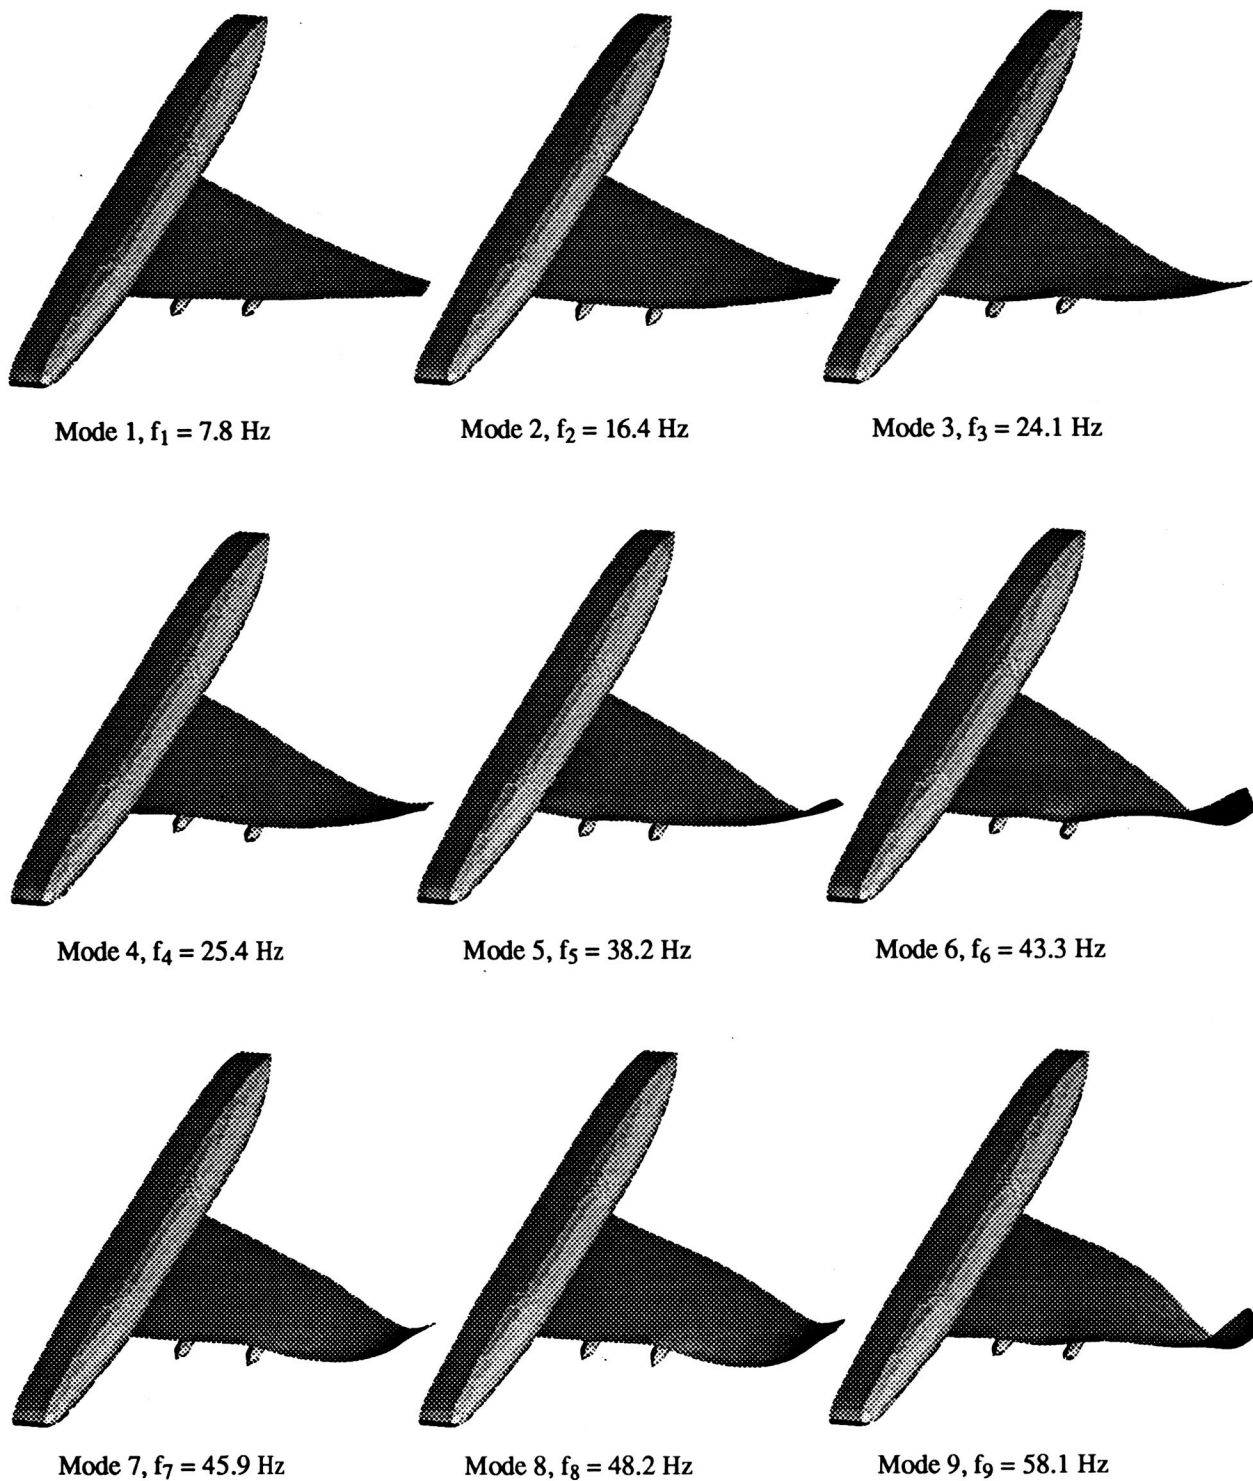 Mode 1, f₁ = 7.8 Hz
Mode 2, f₂ = 16.4 Hz
Mode 3, f₃ = 24.1 Hz
Mode 4, f₄ = 25.4 Hz
Mode 5, f₅ = 38.2 Hz
Mode 6, f₆ = 43.3 Hz
Mode 7, f₇ = 45.9 Hz
Mode 8, f₈ = 48.2 Hz
Mode 9, f₉ = 58.1 Hz